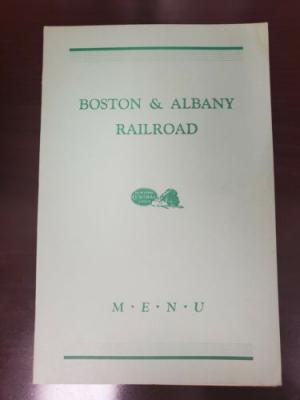 BOSTON & ALBANY
RAILROAD
M · E · N · U